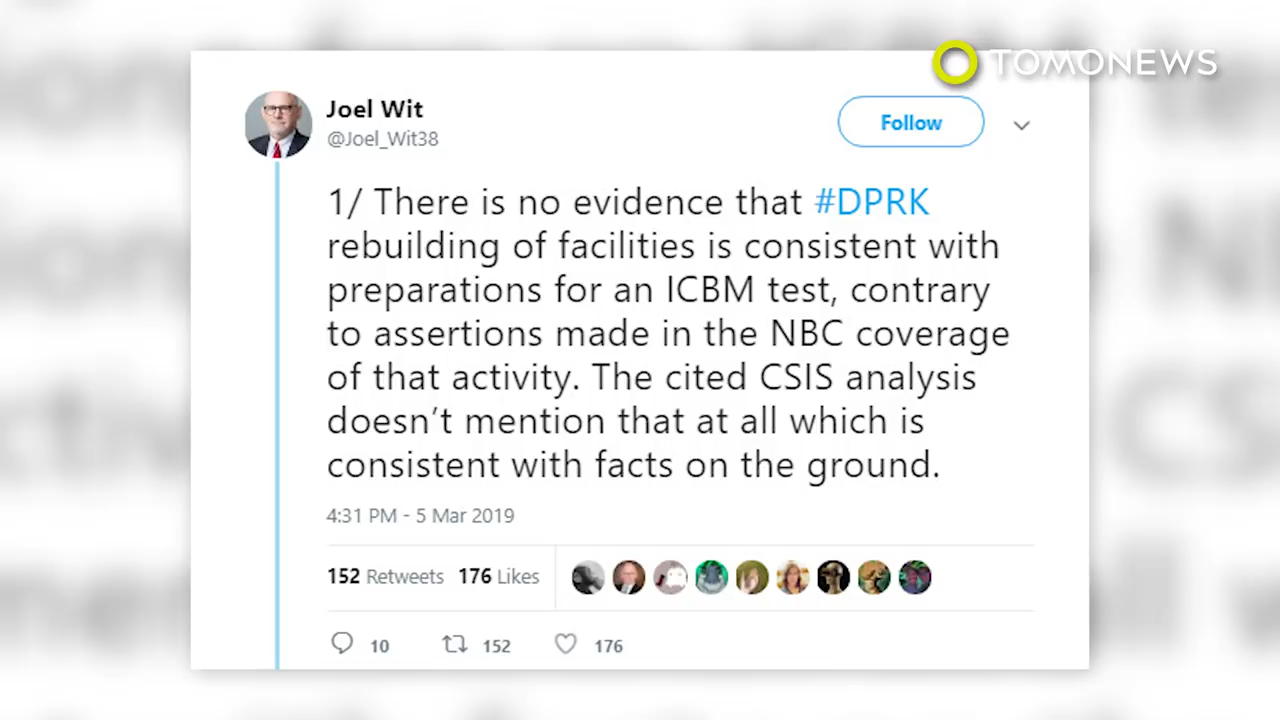 TOMONEWS
Joel Wit
@Joel_Wit38
Follow
1/ There is no evidence that #DPRK
rebuilding of facilities is consistent with
preparations for an ICBM test, contrary
to assertions made in the NBC coverage
of that activity. The cited CSIS analysis
doesn’t mention that at all which is
consistent with facts on the ground.
4:31 PM - 5 Mar 2019
152 Retweets 176 Likes
10 152 176